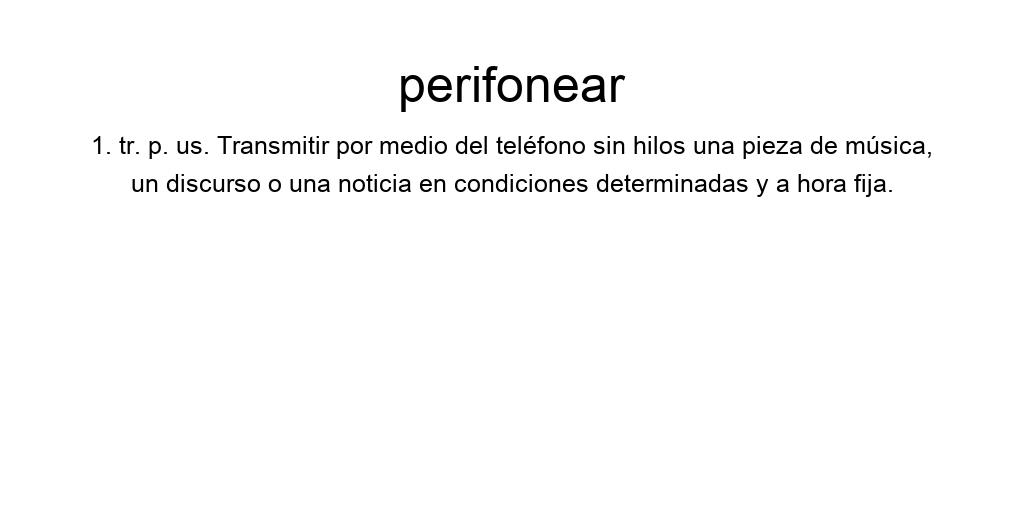 perifonear
1. tr. p. us. Transmitir por medio del teléfono sin hilos una pieza de música,
un discurso o una noticia en condiciones determinadas y a hora fija.